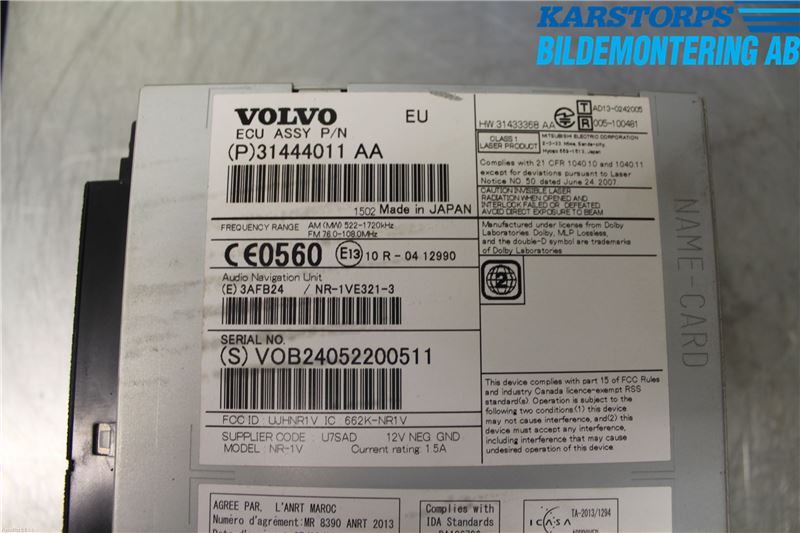 KARSTORPS
BILDEMONTERING AB
VOLVO EU
ECU ASSY P/N
(P)31444011 AA
1502 Made in JAPAN
FREQUENCY RANGE AM (MW) 522-1720kHz
FM 76.0-108.0MHz
CE0560 E13 10 R-04 12990
Audio Navigation Unit
(E) 3AFB24 / NR-1VE321-3
SERIAL NO.
(S) VOB24052200511
FCC ID : UJHNR1V IC 662K-NR1V
SUPPLIER CODE : U7SAD 12V NEG. GND
MODEL : NR-1V Current rating: 1.5A
HW 31433368 AA
T AD13-0242005
R 005-100481
CLASS 1
LASER PRODUCT
MITSUBISHI ELECTRIC CORPORATION
Complies with 21 CFR 1040.10 and 1040.11
except for deviations pursuant to Laser
Notice NO. 50 dated June 24, 2007
CAUTION INVISIBLE LASER
RADIATION WHEN OPENED AND
INTERLOCK FAILED OR DEFEATED
AVOID DIRECT EXPOSURE TO BEAM
Manufactured under license from Dolby
Laboratories. Dolby, MLP Lossless,
and the double-D symbol are trademarks
of Dolby Laboratories
2
This device complies with part 15 of FCC Rules
and Industry Canada licence-exempt RSS
standard(s). Operation is subject to the
following two conditions:(1) this device
may not cause interference, and(2) this
device must accept any interference,
including interference that may cause
undesired operation of this device.
NAME-CARD
AGREE PAR, L'ANRT MAROC
Numéro d'agrément:MR 8390 ANRT 2013
Complies with
IDA Standards
ICASA
TA-2013/1294
APPROVED